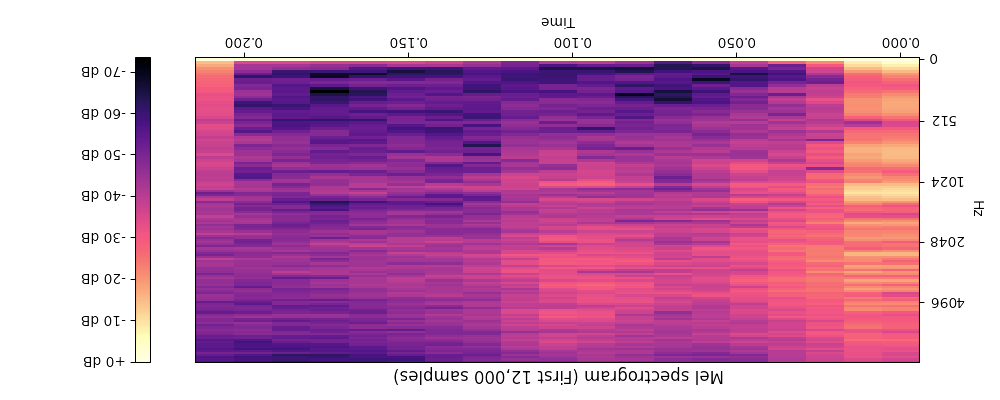 Mel spectrogram (First 12,000 samples)
4096
2048
1024
512
0
Hz
0.000
0.050
0.100
0.150
0.200
Time
+0 dB
-10 dB
-20 dB
-30 dB
-40 dB
-50 dB
-60 dB
-70 dB